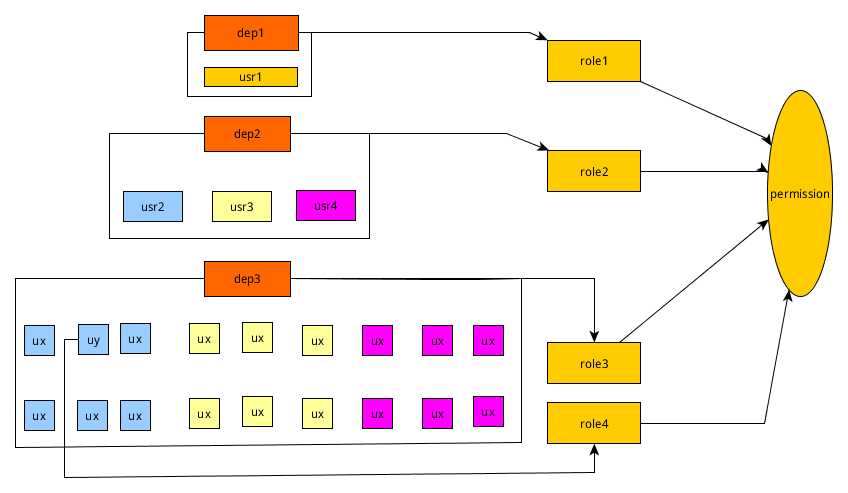 dep1
role1
usr1
dep2
role2
permission
usr2
usr3
usr4
dep3
ux
uy
ux
ux
ux
ux
ux
ux
ux
role3
ux
ux
ux
ux
ux
ux
ux
ux
ux
role4